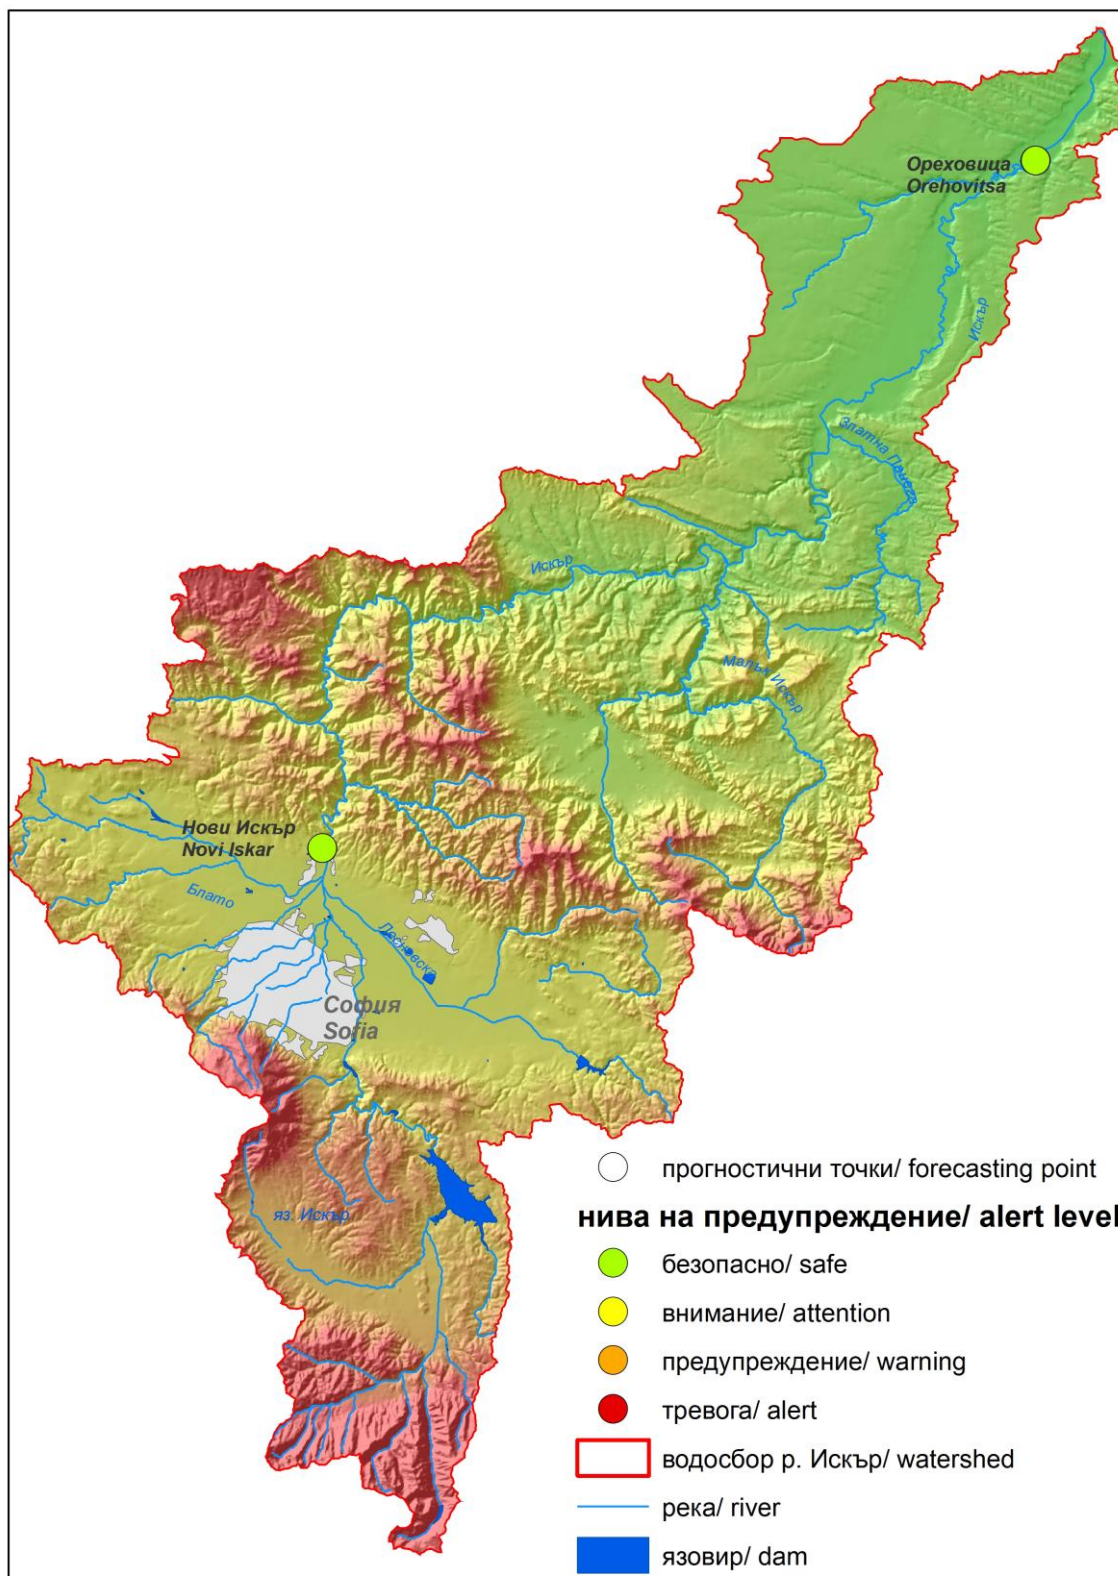 Ореховица
Orehovitsa
Искър
Златна Панега
Искър
Малък Искър
Нови Искър
Novi Iskar
Блато
Лесновска
София
Sofia
яз. Искър
прогностични точки/ forecasting point
нива на предупреждение/ alert level
безопасно/ safe
внимание/ attention
предупреждение/ warning
тревога/ alert
водосбор р. Искър/ watershed
река/ river
язовир/ dam